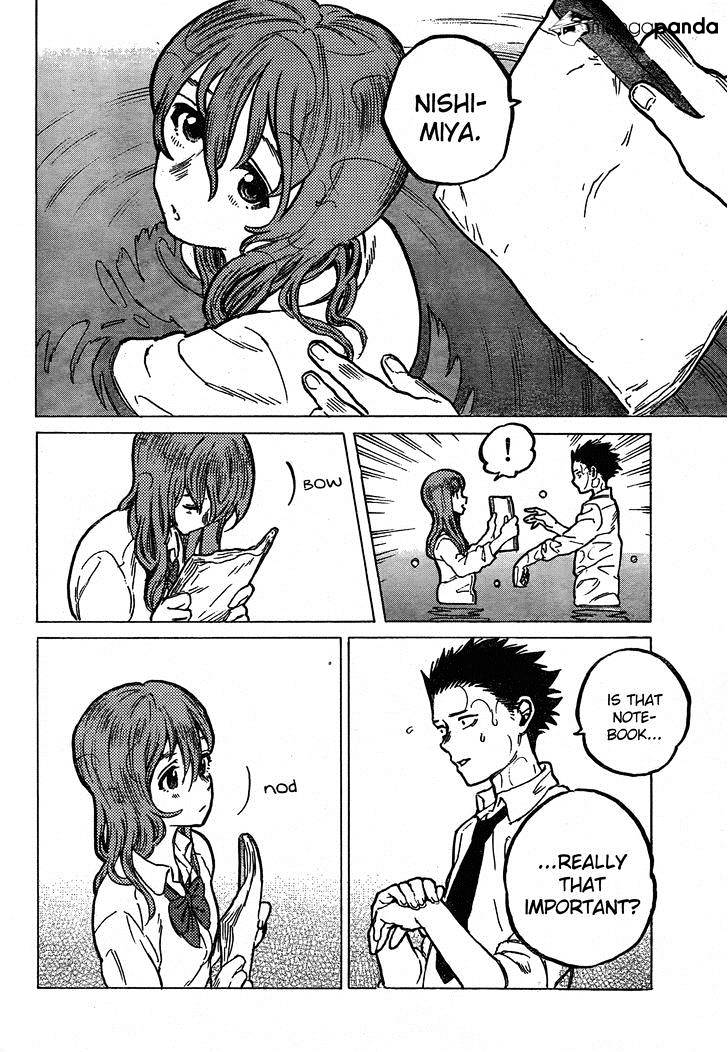 mangapanda
NISHI-
MIYA.
!
BOW
IS THAT
NOTE-
BOOK...
...REALLY
THAT
IMPORTANT?
nod